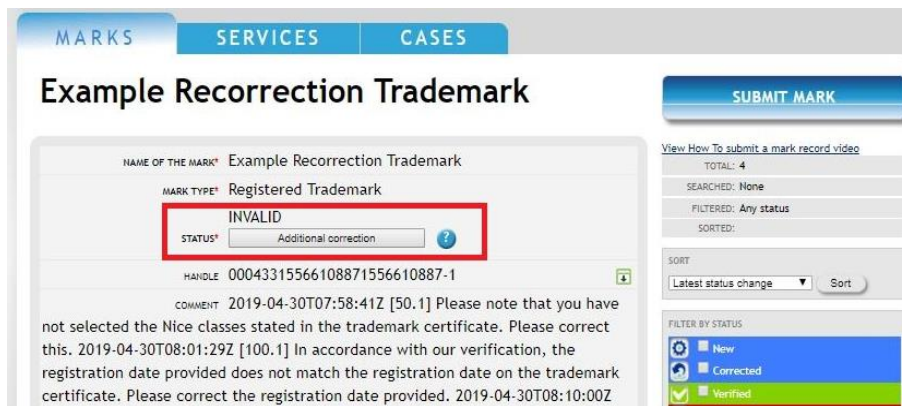 MARKS SERVICES CASES
Example Recorrection Trademark
NAME OF THE MARK* Example Recorrection Trademark
MARK TYPE* Registered Trademark
INVALID
STATUS* Additional correction ?
HANDLE 00043315566108871556610887-1
COMMENT 2019-04-30T07:58:41Z [50.1] Please note that you have
not selected the Nice classes stated in the trademark certificate. Please correct
this. 2019-04-30T08:01:29Z [100.1] In accordance with our verification, the
registration date provided does not match the registration date on the trademark
certificate. Please correct the registration date provided. 2019-04-30T08:10:00Z
SUBMIT MARK
View How To submit a mark record video
TOTAL: 4
SEARCHED: None
FILTERED: Any status
SORTED:
SORT
Latest status change Sort
FILTER BY STATUS
New
Corrected
Verified